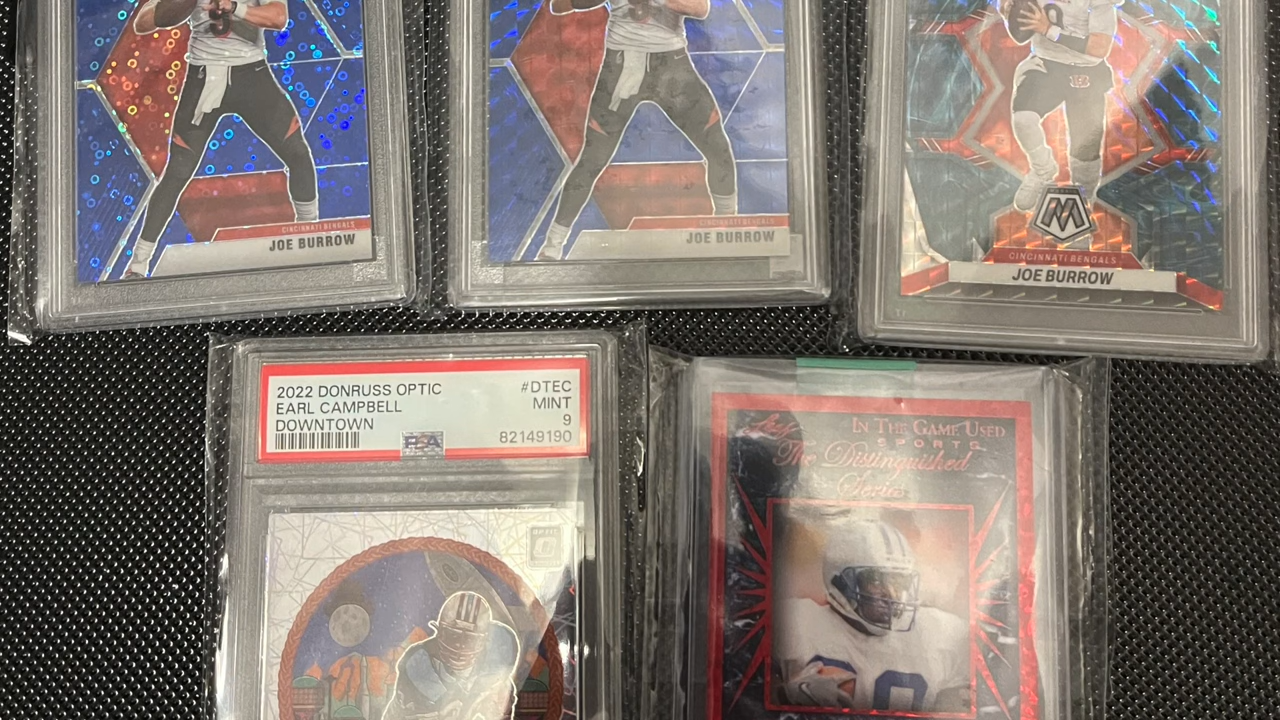 CINCINNATI BENGALS
JOE BURROW
CINCINNATI BENGALS
JOE BURROW
CINCINNATI BENGALS
JOE BURROW
2022 DONRUSS OPTIC #DTEC
EARL CAMPBELL MINT
DOWNTOWN 9
PSA 82149190
OPTIC
Leaf IN THE GAME USED
SPORTS
The Distinguished
Series